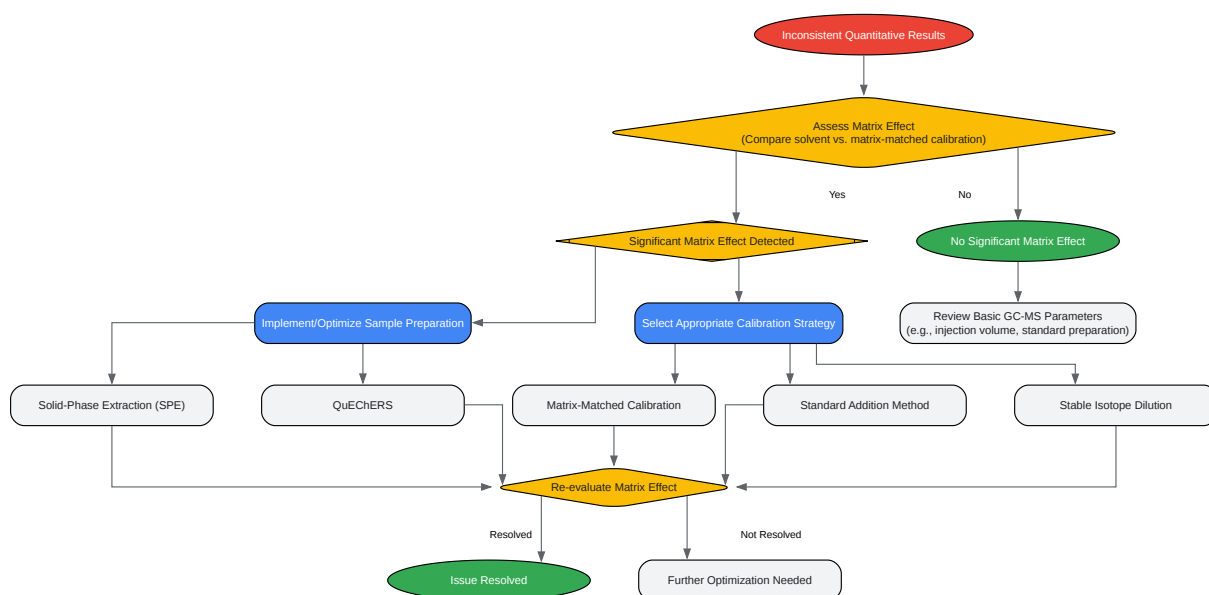 Inconsistent Quantitative Results
Assess Matrix Effect
(Compare solvent vs. matrix-matched calibration)
Yes
No
Significant Matrix Effect Detected
No Significant Matrix Effect
Implement/Optimize Sample Preparation
Select Appropriate Calibration Strategy
Review Basic GC-MS Parameters
(e.g., injection volume, standard preparation)
Solid-Phase Extraction (SPE)
QuEChERS
Matrix-Matched Calibration
Standard Addition Method
Stable Isotope Dilution
Re-evaluate Matrix Effect
Resolved
Not Resolved
Issue Resolved
Further Optimization Needed